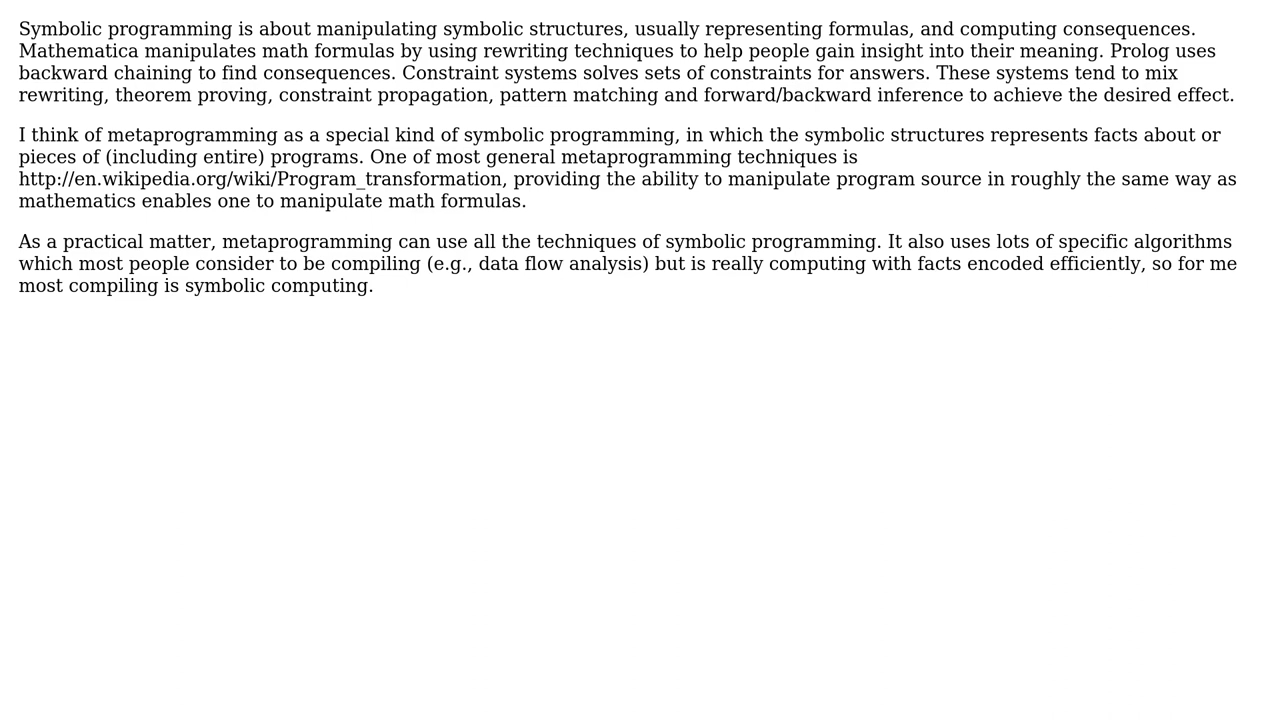 Symbolic programming is about manipulating symbolic structures, usually representing formulas, and computing consequences.
Mathematica manipulates math formulas by using rewriting techniques to help people gain insight into their meaning. Prolog uses
backward chaining to find consequences. Constraint systems solves sets of constraints for answers. These systems tend to mix
rewriting, theorem proving, constraint propagation, pattern matching and forward/backward inference to achieve the desired effect.
I think of metaprogramming as a special kind of symbolic programming, in which the symbolic structures represents facts about or
pieces of (including entire) programs. One of most general metaprogramming techniques is
http://en.wikipedia.org/wiki/Program_transformation, providing the ability to manipulate program source in roughly the same way as
mathematics enables one to manipulate math formulas.
As a practical matter, metaprogramming can use all the techniques of symbolic programming. It also uses lots of specific algorithms
which most people consider to be compiling (e.g., data flow analysis) but is really computing with facts encoded efficiently, so for me
most compiling is symbolic computing.